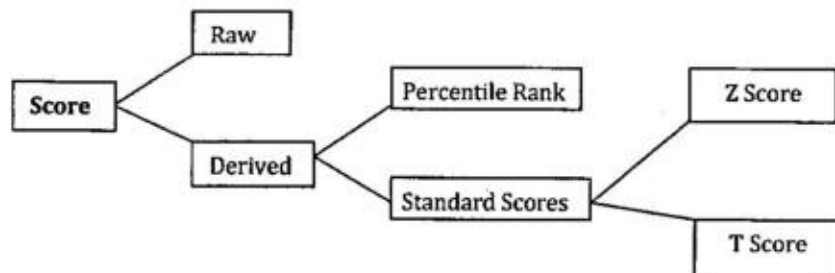 Raw
Score
Percentile Rank
Z Score
Derived
Standard Scores
T Score